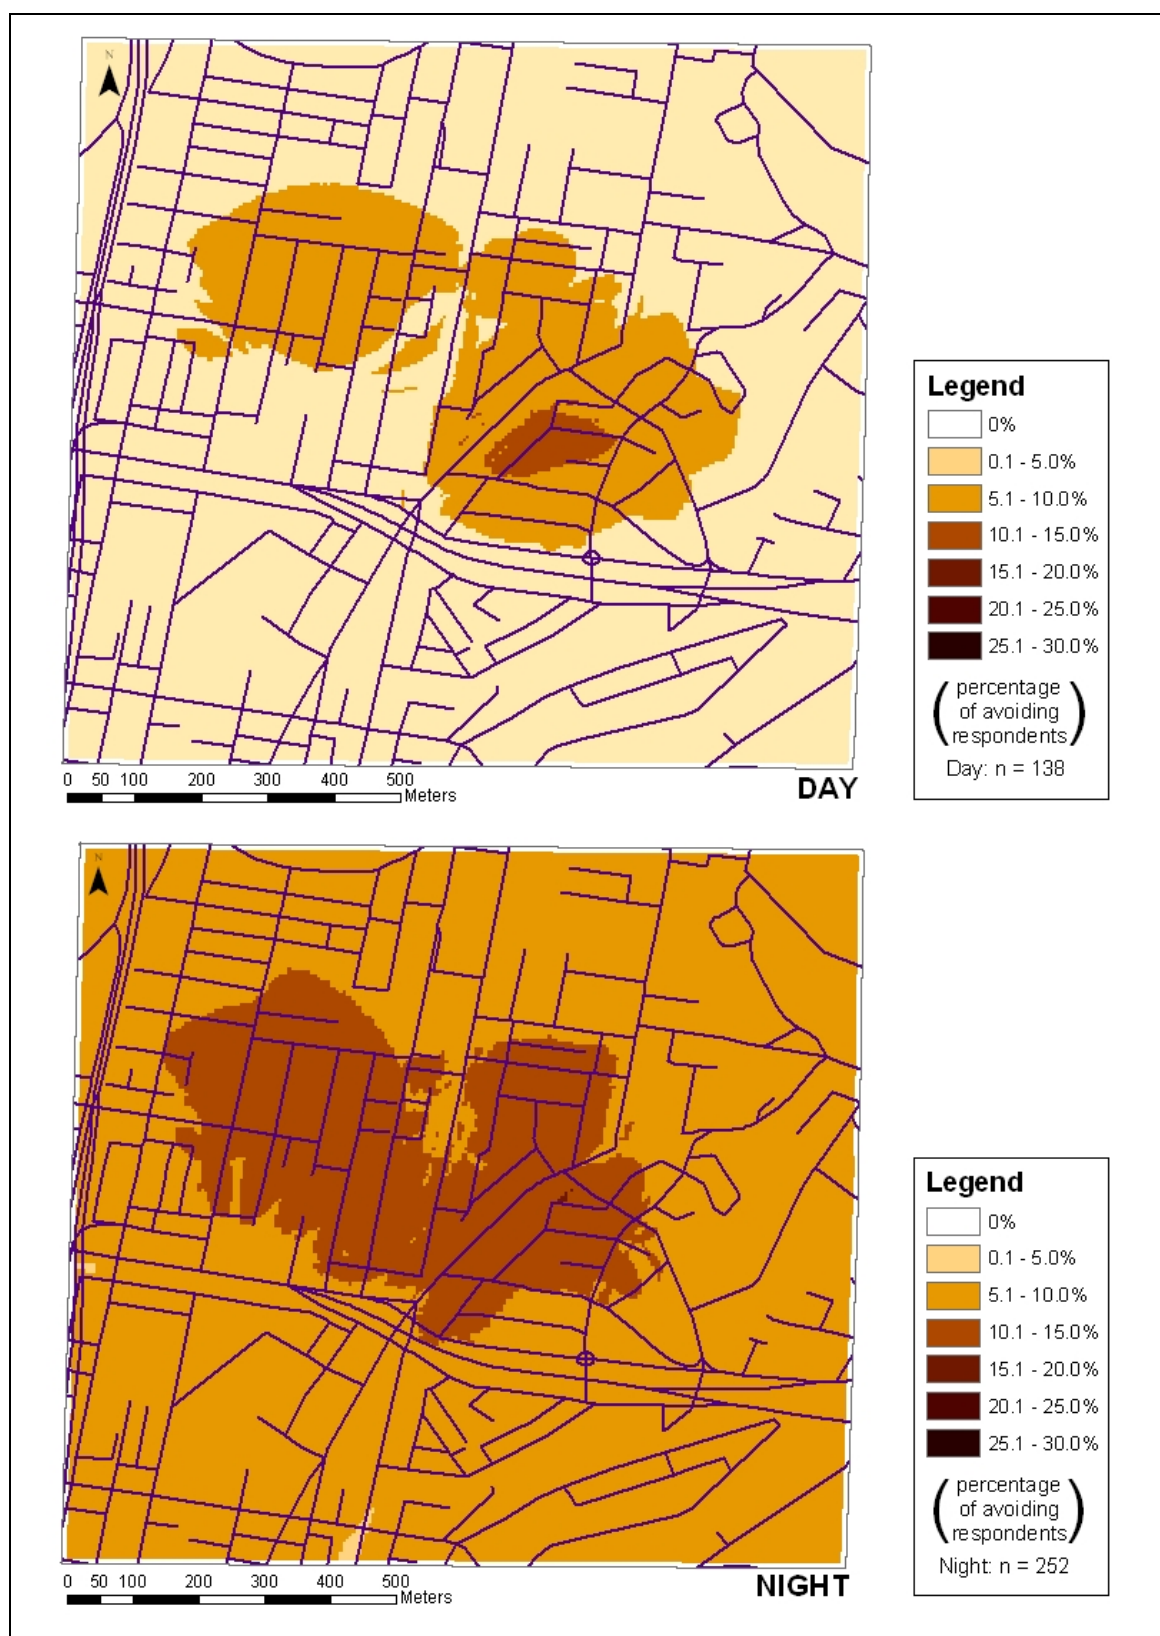 N
Legend
0%
0.1 - 5.0%
5.1 - 10.0%
10.1 - 15.0%
15.1 - 20.0%
20.1 - 25.0%
25.1 - 30.0%
( percentage
of avoiding
respondents )
Day: n = 138
0 50 100 200 300 400 500
Meters
DAY
N
Legend
0%
0.1 - 5.0%
5.1 - 10.0%
10.1 - 15.0%
15.1 - 20.0%
20.1 - 25.0%
25.1 - 30.0%
( percentage
of avoiding
respondents )
Night: n = 252
0 50 100 200 300 400 500
Meters
NIGHT